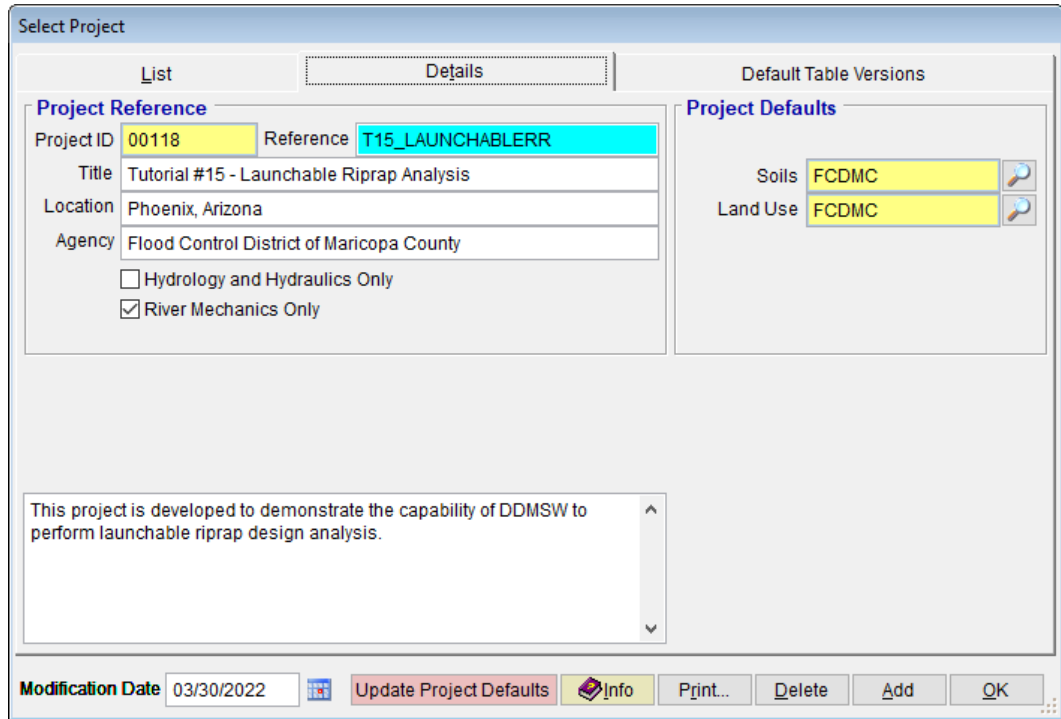 Select Project
List Details Default Table Versions
Project Reference
Project ID 00118 Reference T15_LAUNCHABLERR
Title Tutorial #15 - Launchable Riprap Analysis
Location Phoenix, Arizona
Agency Flood Control District of Maricopa County
Hydrology and Hydraulics Only
River Mechanics Only
Project Defaults
Soils FCDMC
Land Use FCDMC
This project is developed to demonstrate the capability of DDMSW to
perform launchable riprap design analysis.
Modification Date 03/30/2022 Update Project Defaults Info Print... Delete Add OK